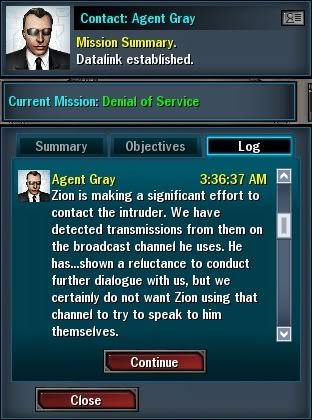 Contact: Agent Gray
Mission Summary.
Datalink established.
Current Mission: Denial of Service
Summary Objectives Log
Agent Gray 3:36:37 AM
Zion is making a significant effort to
contact the intruder. We have
detected transmissions from them on
the broadcast channel he uses. He
has...shown a reluctance to conduct
further dialogue with us, but we
certainly do not want Zion using that
channel to try to speak to him
themselves.
Continue
Close